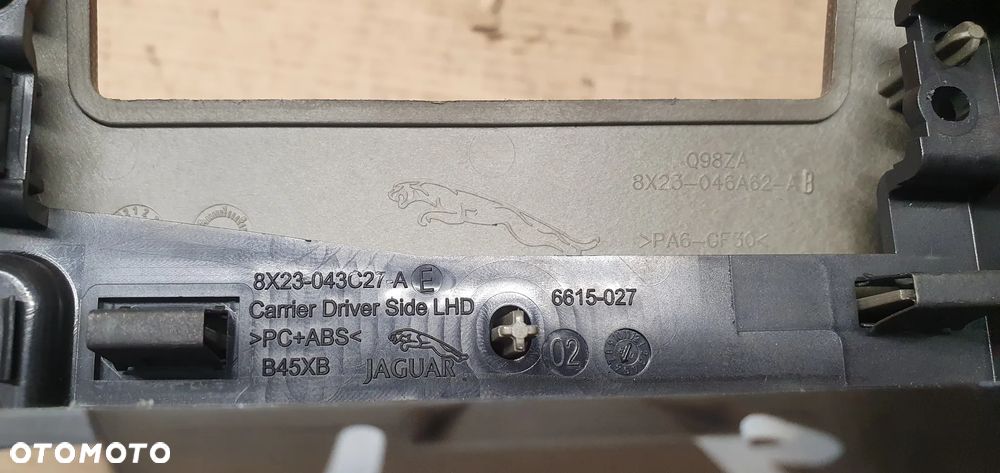 Q98ZA
8X23-046A62-AB
>PA6-GF30<
8X23-043C27-A E
Carrier Driver Side LHD
>PC+ABS<
B45XB
JAGUAR
6615-027
02
OTOMOTO